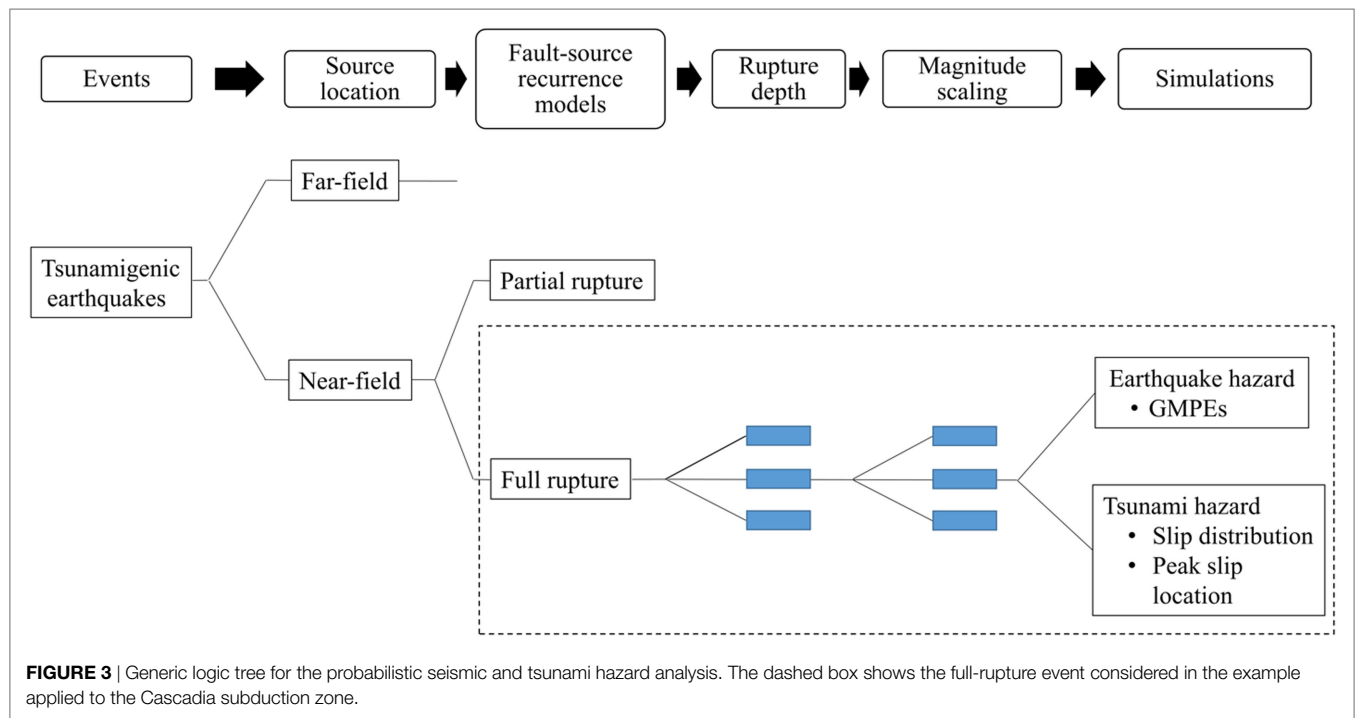 Events
Source
location
Fault-source
recurrence
models
Rupture
depth
Magnitude
scaling
Simulations
Far-field
Tsunamigenic
earthquakes
Partial rupture
Near-field
Earthquake hazard
• GMPEs
Full rupture
Tsunami hazard
• Slip distribution
• Peak slip
location
FIGURE 3 | Generic logic tree for the probabilistic seismic and tsunami hazard analysis. The dashed box shows the full-rupture event considered in the example
applied to the Cascadia subduction zone.